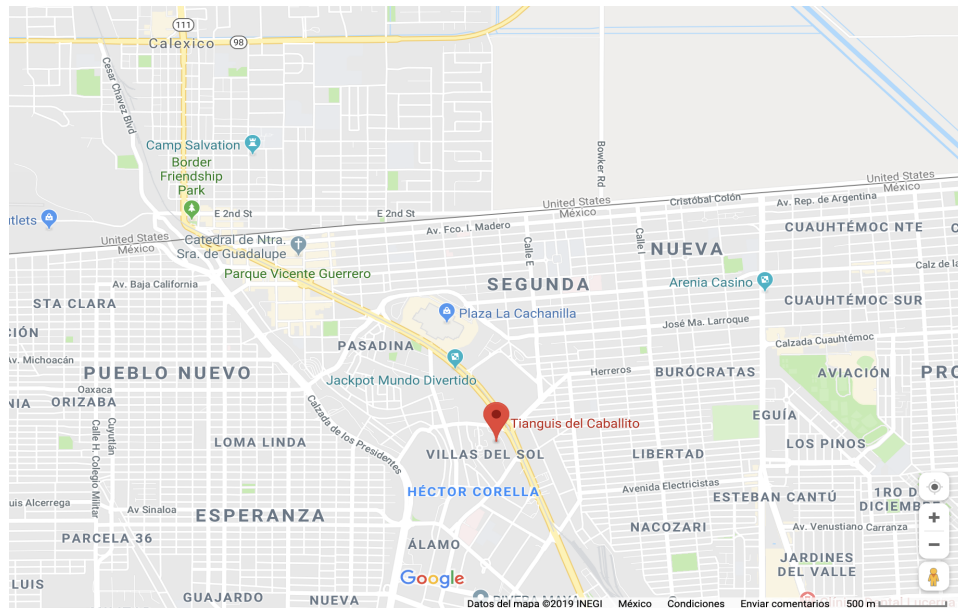 111
Calexico
98
Cesar Chavez Blvd
Camp Salvation
Border
Friendship
Park
Bowker Rd
utlets
E 2nd St
E 2nd St
United States
México
United States
México
United States
México
Cristóbal Colón
Av. Rep. de Argentina
Av. Fco. I. Madero
Calle E
Calle I
CUAUHTÉMOC NTE
Catedral de Ntra.
Sra. de Guadalupe
NUEVA
Parque Vicente Guerrero
SEGUNDA
Arenia Casino
Calz de la
Av. Baja California
STA CLARA
CUAUHTÉMOC SUR
Plaza La Cachanilla
José Ma. Larroque
CIÓN
PASADINA
Calzada Cuauhtémoc
Av. Michoacán
PUEBLO NUEVO
Jackpot Mundo Divertido
Herreros
BURÓCRATAS
AVIACIÓN
PRO
Oaxaca
NIA
ORIZABA
Cuyutlán
Calle H. Colegio Militar
Calzada de los Presidentes
Tianguis del Caballito
EGUÍA
LOMA LINDA
VILLAS DEL SOL
LIBERTAD
LOS PINOS
HÉCTOR CORELLA
Avenida Electricistas
ESTEBAN CANTÚ
1RO D
DICIEMBRE
uis Alcerrega
Av Sinaloa
ESPERANZA
NACOZARI
Av. Venustiano Carranza
PARCELA 36
ÁLAMO
JARDINES
DEL VALLE
Google
LUIS
GUAJARDO
NUEVA
RIVERA MAYA
Datos del mapa ©2019 INEGI
México
Condiciones
Enviar comentarios
500 m